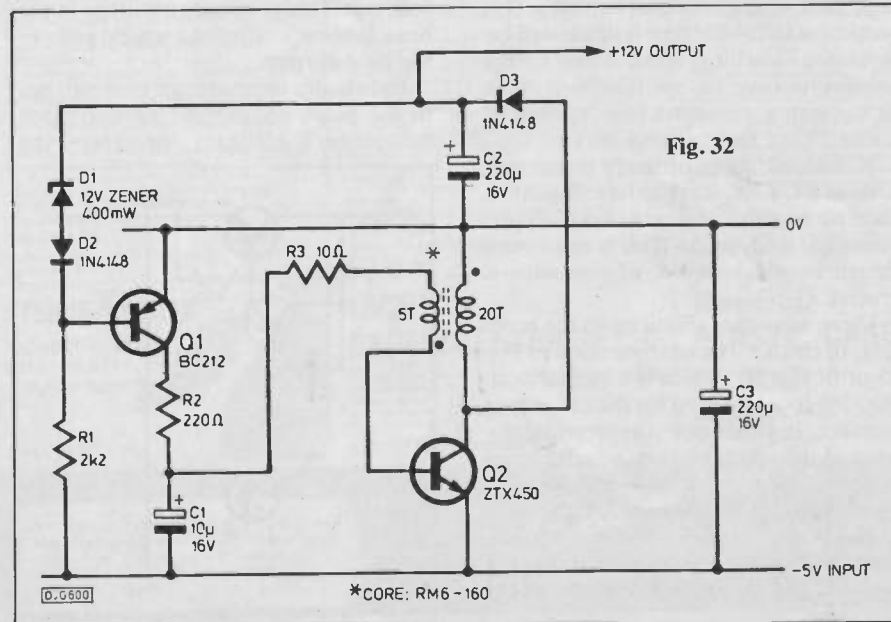 +12V OUTPUT
D3
1N4148
Fig. 32
+
C2
220µ
16V
D1
12V ZENER
400mW
D2
1N4148
0V
*
R3 10Ω
5T
20T
Q1
BC212
R2
220Ω
+
C3
220µ
16V
R1
2k2
Q2
ZTX450
+
C1
10µ
16V
-5V INPUT
D.G600
*CORE: RM6-160